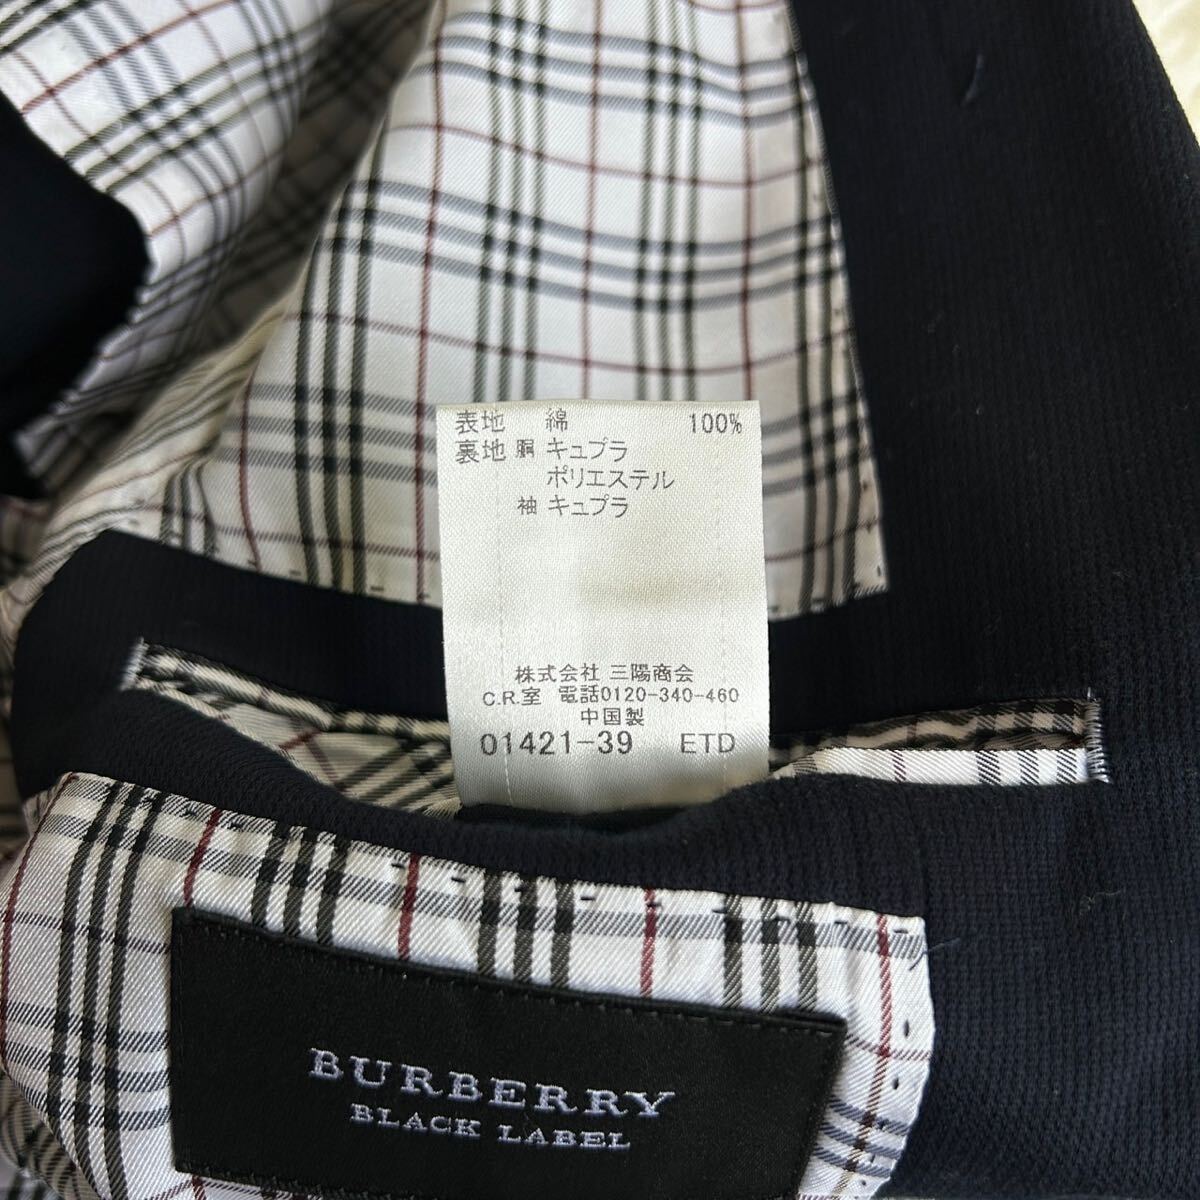 表地 綿 100%
裏地 胴 キュプラ
ポリエステル
袖 キュプラ
株式会社 三陽商会
C.R.室 電話0120-340-460
中国製
01421-39 ETD
BURBERRY
BLACK LABEL